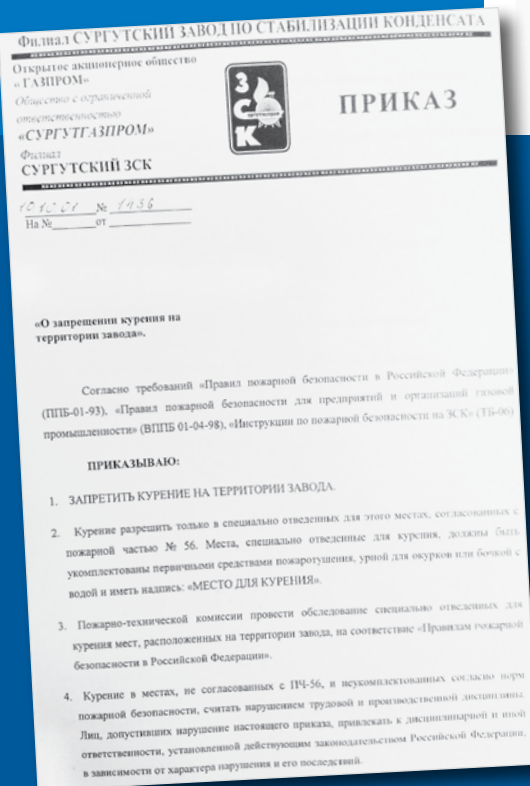 Филиал СУРГУТСКИЙ ЗАВОД ПО СТАБИЛИЗАЦИИ КОНДЕНСАТА
Открытое акционерное общество
« ГАЗПРОМ»
Общество с ограниченной
ответственностью
«СУРГУТГАЗПРОМ»
Филиал
СУРГУТСКИЙ ЗСК
ЗСК
ПРИКАЗ
10.10.01 № 1436
На № от
«О запрещении курения на
территории завода».
Согласно требований «Правил пожарной безопасности в Российской Федерации»
(ППБ-01-93), «Правил пожарной безопасности для предприятий и организаций газовой
промышленности» (ВППБ 01-04-98), «Инструкции по пожарной безопасности на ЗСК» (ТБ-06)
ПРИКАЗЫВАЮ:
1. ЗАПРЕТИТЬ КУРЕНИЕ НА ТЕРРИТОРИИ ЗАВОДА.
2. Курение разрешить только в специально отведенных для этого местах, согласованных с
пожарной частью № 56. Места, специально отведенные для курения, должны быть
укомплектованы первичными средствами пожаротушения, урной для окурков или бочкой с
водой и иметь надпись: «МЕСТО ДЛЯ КУРЕНИЯ».
3. Пожарно-технической комиссии провести обследование специально отведенных для
курения мест, расположенных на территории завода, на соответствие «Правилам пожарной
безопасности в Российской Федерации».
4. Курение в местах, не согласованных с ПЧ-56, и неукомплектованных согласно норм
пожарной безопасности, считать нарушением трудовой и производственной дисциплины.
Лиц, допустивших нарушение настоящего приказа, привлекать к дисциплинарной и иной
ответственности, установленной действующим законодательством Российской Федерации,
в зависимости от характера нарушения и его последствий.